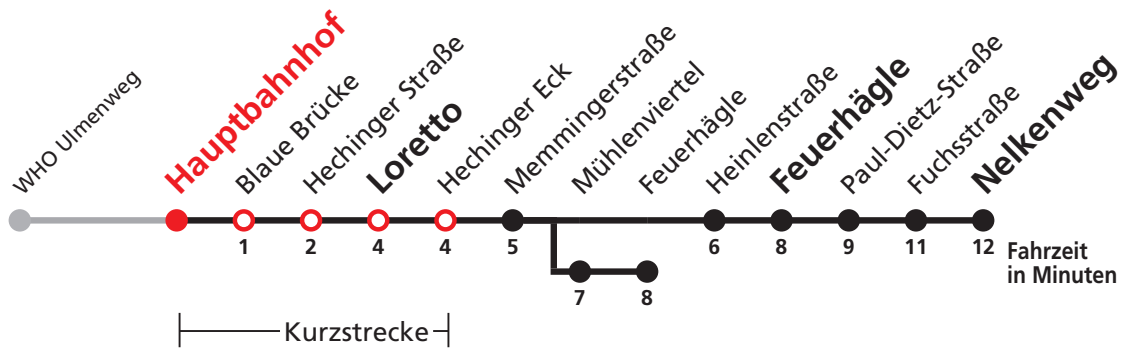 WHO Ulmenweg
Hauptbahnhof
Blaue Brücke
Hechinger Straße
Loretto
Hechinger Eck
Memmingerstraße
Mühlenviertel
Feuerhägle
Heinlenstraße
Feuerhägle
Paul-Dietz-Straße
Fuchsstraße
Nelkenweg
1 2 4 4 5 6 8 9 11 12
Fahrzeit
in Minuten
7 8
Kurzstrecke